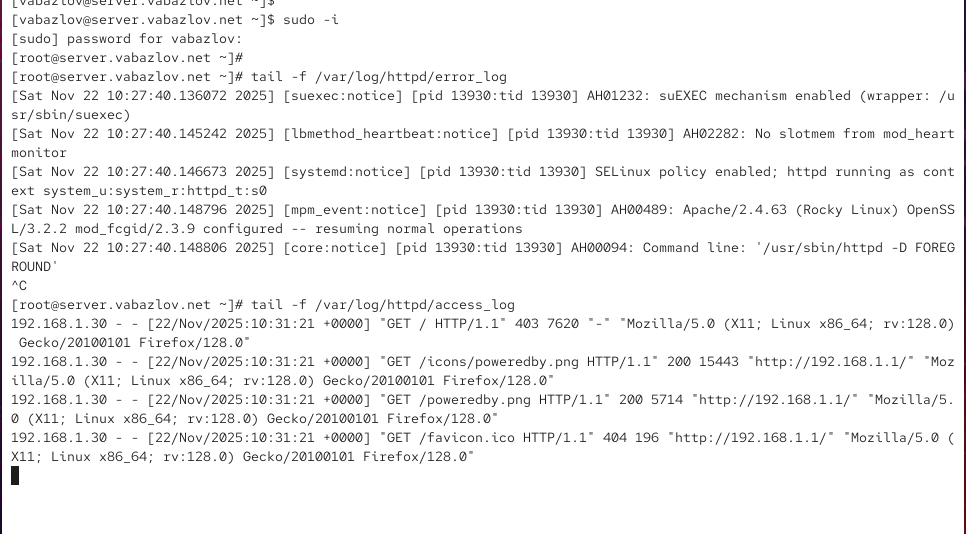 [vabazlov@server.vabazlov.net ~]$
[vabazlov@server.vabazlov.net ~]$ sudo -i
[sudo] password for vabazlov:
[root@server.vabazlov.net ~]#
[root@server.vabazlov.net ~]# tail -f /var/log/httpd/error_log
[Sat Nov 22 10:27:40.136072 2025] [suexec:notice] [pid 13930:tid 13930] AH01232: suEXEC mechanism enabled (wrapper: /u
sr/sbin/suexec)
[Sat Nov 22 10:27:40.145242 2025] [lbmethod_heartbeat:notice] [pid 13930:tid 13930] AH02282: No slotmem from mod_heart
monitor
[Sat Nov 22 10:27:40.146673 2025] [systemd:notice] [pid 13930:tid 13930] SELinux policy enabled; httpd running as cont
ext system_u:system_r:httpd_t:s0
[Sat Nov 22 10:27:40.148796 2025] [mpm_event:notice] [pid 13930:tid 13930] AH00489: Apache/2.4.63 (Rocky Linux) OpenSS
L/3.2.2 mod_fcgid/2.3.9 configured -- resuming normal operations
[Sat Nov 22 10:27:40.148806 2025] [core:notice] [pid 13930:tid 13930] AH00094: Command line: '/usr/sbin/httpd -D FOREG
ROUND'
^C
[root@server.vabazlov.net ~]# tail -f /var/log/httpd/access_log
192.168.1.30 - - [22/Nov/2025:10:31:21 +0000] "GET / HTTP/1.1" 403 7620 "-" "Mozilla/5.0 (X11; Linux x86_64; rv:128.0)
 Gecko/20100101 Firefox/128.0"
192.168.1.30 - - [22/Nov/2025:10:31:21 +0000] "GET /icons/poweredby.png HTTP/1.1" 200 15443 "http://192.168.1.1/" "Moz
illa/5.0 (X11; Linux x86_64; rv:128.0) Gecko/20100101 Firefox/128.0"
192.168.1.30 - - [22/Nov/2025:10:31:21 +0000] "GET /poweredby.png HTTP/1.1" 200 5714 "http://192.168.1.1/" "Mozilla/5.
0 (X11; Linux x86_64; rv:128.0) Gecko/20100101 Firefox/128.0"
192.168.1.30 - - [22/Nov/2025:10:31:21 +0000] "GET /favicon.ico HTTP/1.1" 404 196 "http://192.168.1.1/" "Mozilla/5.0 (
X11; Linux x86_64; rv:128.0) Gecko/20100101 Firefox/128.0"